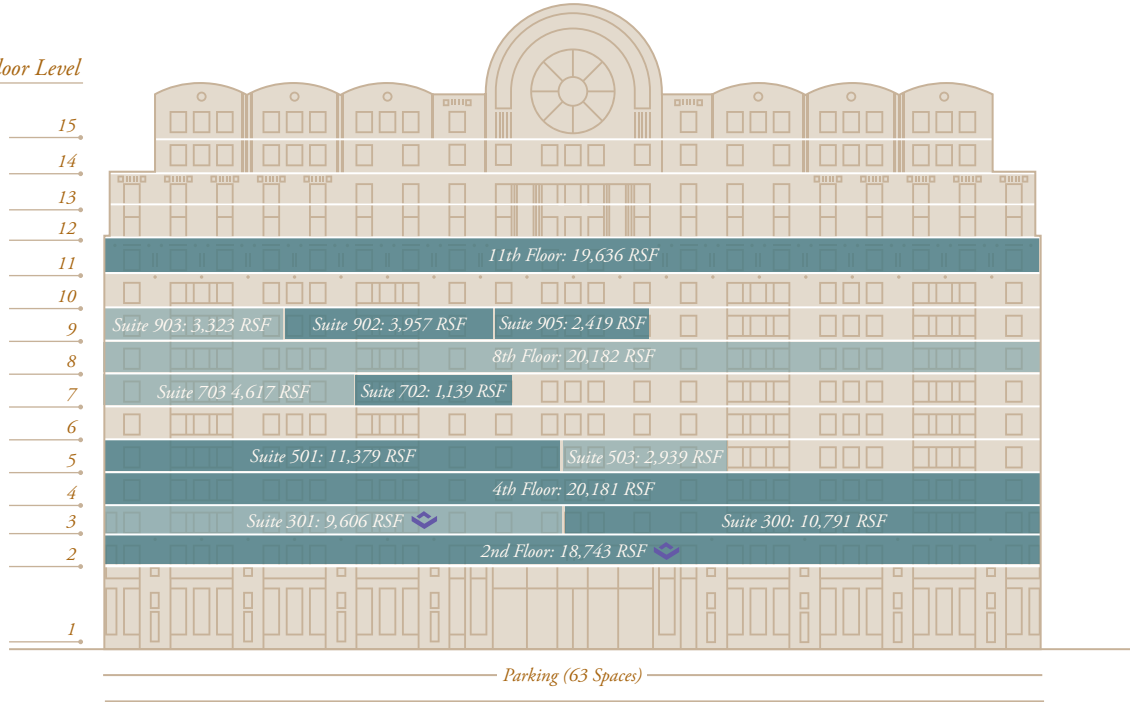 loor Level
15
14
13
12
11th Floor: 19,636 RSF
11
10
Suite 903: 3,323 RSF Suite 902: 3,957 RSF Suite 905: 2,419 RSF
9
8th Floor: 20,182 RSF
8
Suite 703 4,617 RSF Suite 702: 1,139 RSF
7
6
Suite 501: 11,379 RSF Suite 503: 2,939 RSF
5
4th Floor: 20,181 RSF
4
Suite 301: 9,606 RSF Suite 300: 10,791 RSF
3
2nd Floor: 18,743 RSF
2
1
Parking (63 Spaces)